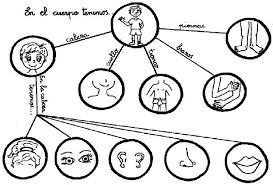 En el cuerpo tenemos...
cabeza
cuello
tronco
brazos
piernas
En la cabeza
tenemos...